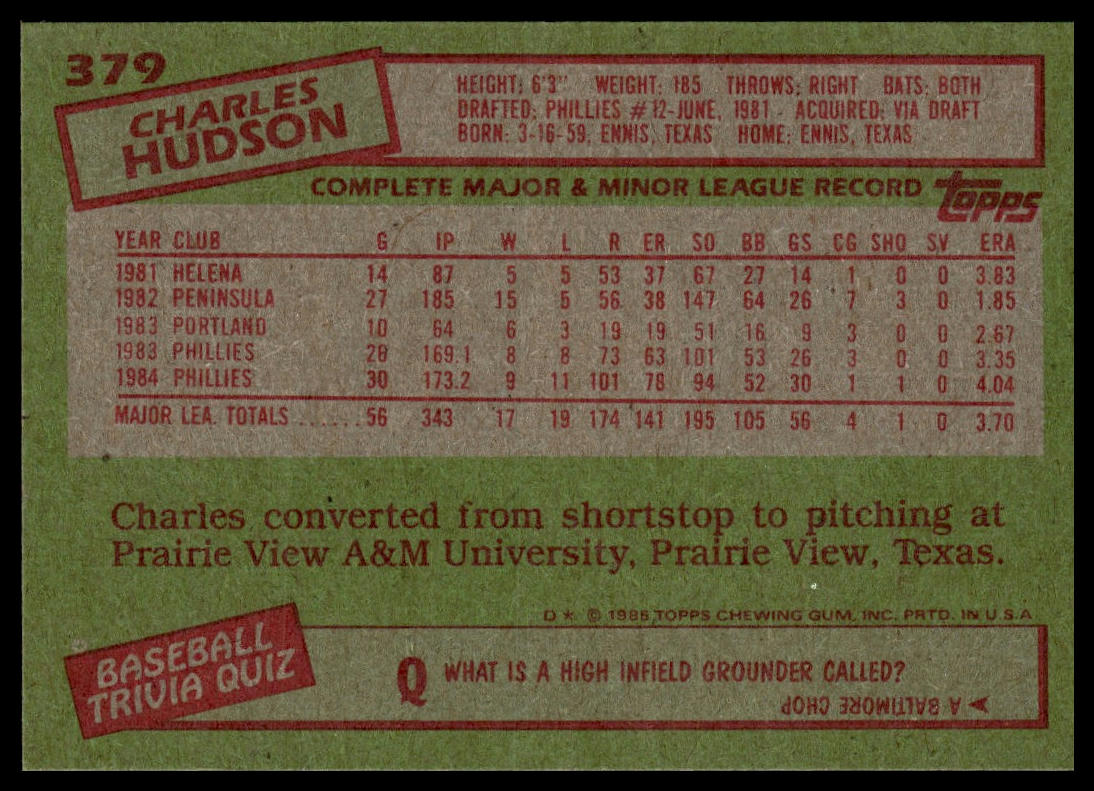 379
CHARLES
HUDSON
HEIGHT: 6'3" WEIGHT: 185 THROWS: RIGHT BATS: BOTH
DRAFTED: PHILLIES #12-JUNE, 1981 - ACQUIRED: VIA DRAFT
BORN: 3-16-59, ENNIS, TEXAS HOME: ENNIS, TEXAS
COMPLETE MAJOR & MINOR LEAGUE RECORD topps
YEAR CLUB G IP W L R ER SO BB GS CG SHO SV ERA
1981 HELENA 14 87 5 5 53 37 67 27 14 1 0 0 3.83
1982 PENINSULA 27 185 15 5 56 38 147 64 26 7 3 0 1.85
1983 PORTLAND 10 64 6 3 19 19 51 16 9 3 0 0 2.67
1983 PHILLIES 26 169.1 8 8 73 63 101 53 26 3 0 0 3.35
1984 PHILLIES 30 173.2 9 11 101 78 94 52 30 1 1 0 4.04
MAJOR LEA. TOTALS ...... 56 343 17 19 174 141 195 105 56 4 1 0 3.70
Charles converted from shortstop to pitching at
Prairie View A&M University, Prairie View, Texas.
D * © 1985 TOPPS CHEWING GUM, INC. PRTD. IN U.S.A
BASEBALL
TRIVIA QUIZ
Q WHAT IS A HIGH INFIELD GROUNDER CALLED?
A BALTIMORE CHOP